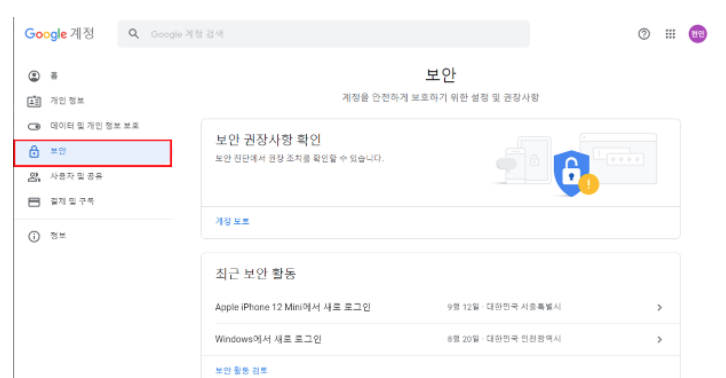 Google 계정
Google 계정 검색
현민
홈
개인 정보
데이터 및 개인 정보 보호
보안
사용자 및 공유
결제 및 구독
정보
보안
계정을 안전하게 보호하기 위한 설정 및 권장사항
보안 권장사항 확인
보안 진단에서 권장 조치를 확인할 수 있습니다.
계정 보호
최근 보안 활동
Apple iPhone 12 Mini에서 새로 로그인
9월 12일 · 대한민국 서울특별시
Windows에서 새로 로그인
8월 20일 · 대한민국 인천광역시
보안 활동 검토